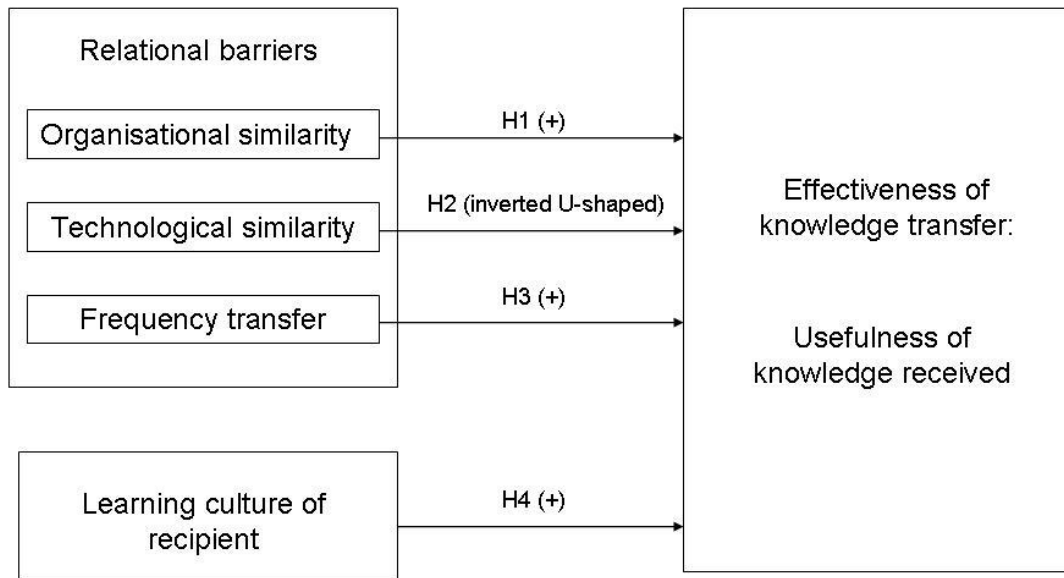 Relational barriers
Organisational similarity
H1 (+)
Technological similarity
H2 (inverted U-shaped)
Frequency transfer
H3 (+)
Learning culture of
recipient
H4 (+)
Effectiveness of
knowledge transfer:
Usefulness of
knowledge received